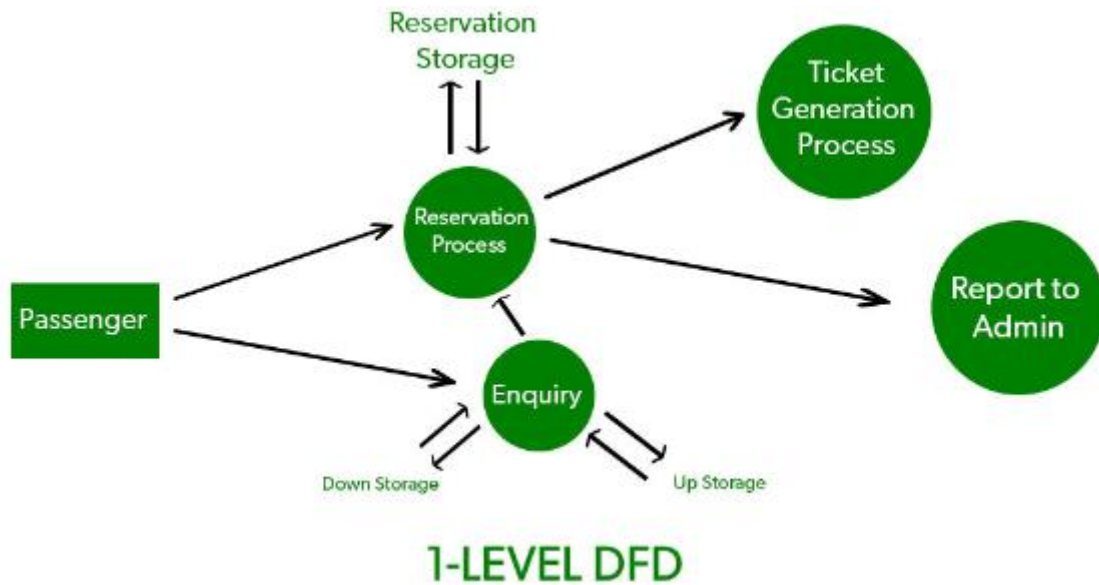 Reservation
Storage
Ticket
Generation
Process
Reservation
Process
Passenger
Report to
Admin
Enquiry
Down Storage
Up Storage
1-LEVEL DFD